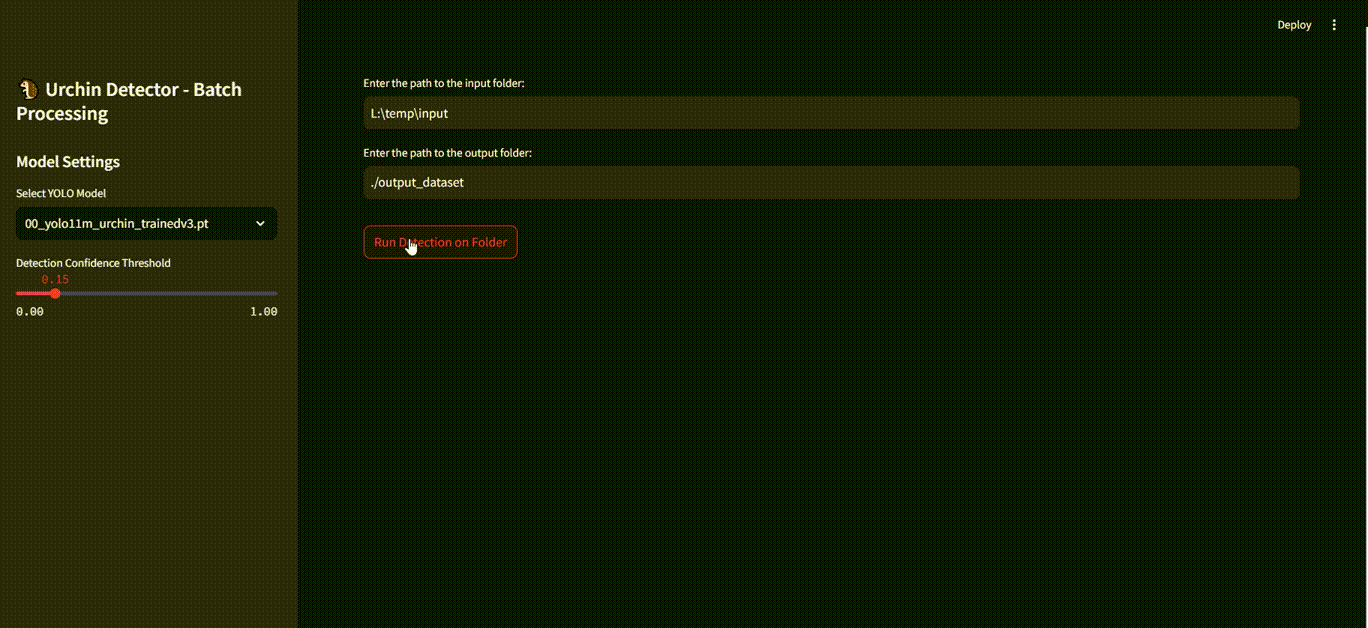 Deploy
Urchin Detector - Batch
Processing
Model Settings
Select YOLO Model
00_yolo11m_urchin_trainedv3.pt
Detection Confidence Threshold
0.15
0.00 1.00
Enter the path to the input folder:
L:\temp\input
Enter the path to the output folder:
./output_dataset
Run Detection on Folder